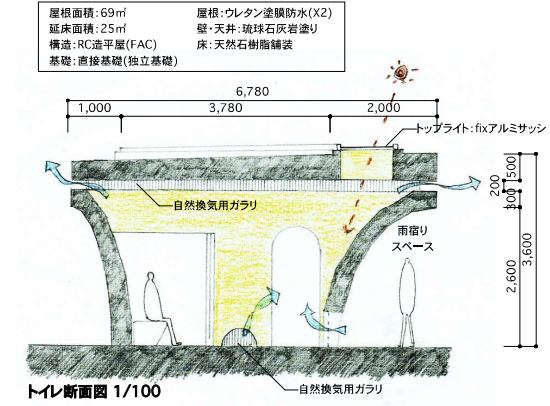 屋根面積：69㎡
延床面積：25㎡
構造：RC造平屋(FAC)
基礎：直接基礎(独立基礎)
屋根：ウレタン塗膜防水(X2)
壁・天井：琉球石灰岩塗り
床：天然石樹脂舗装
6,780
1,000
3,780
2,000
トップライト：fixアルミサッシ
自然換気用ガラリ
雨宿り
スペース
200
500
300
2,600
3,600
自然換気用ガラリ
トイレ断面図 1/100